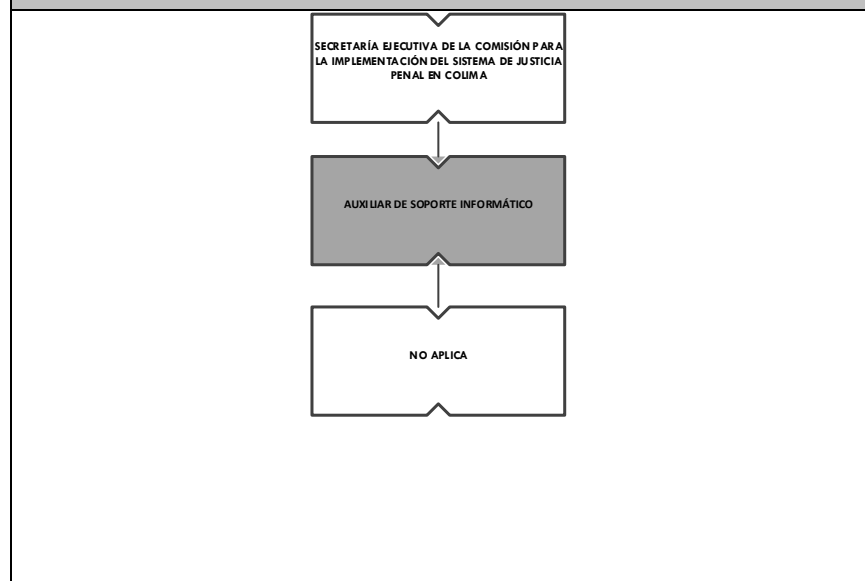 SECRETARÍA EJECUTIVA DE LA COMISIÓN PARA
LA IMPLEMENTACIÓN DEL SISTEMA DE JUSTICIA
PENAL EN COLIMA
AUXILIAR DE SOPORTE INFORMÁTICO
NO APLICA